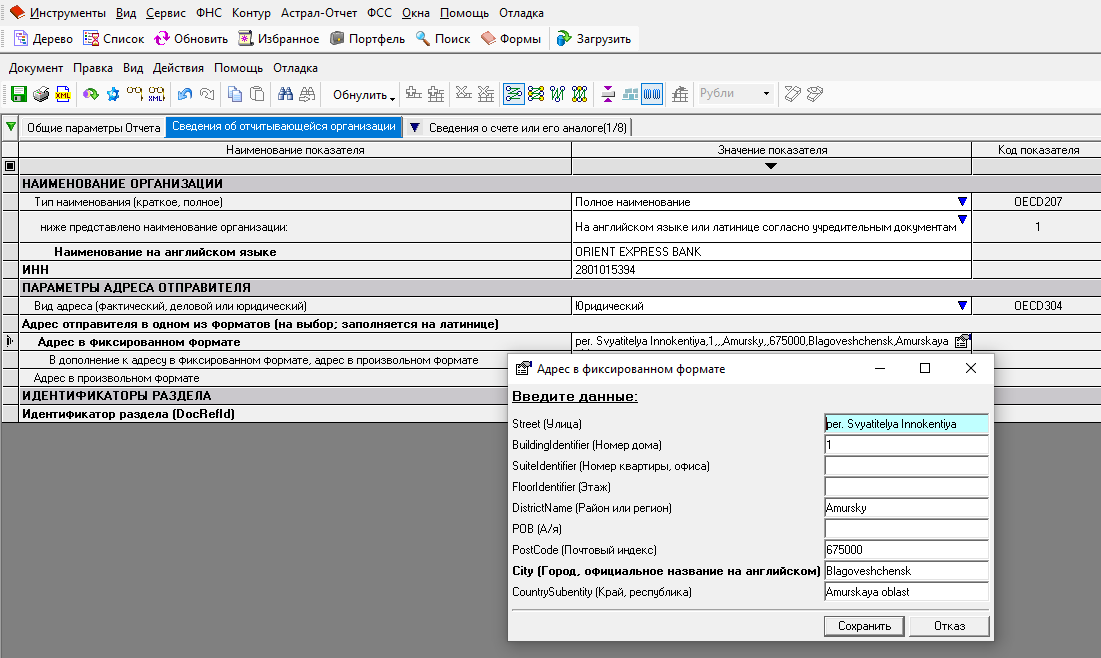 Инструменты Вид Сервис ФНС Контур Астрал-Отчет ФСС Окна Помощь Отладка
Дерево Список Обновить Избранное Портфель Поиск Формы Загрузить
Документ Правка Вид Действия Помощь Отладка
XML XML Обнулить Рубли
Общие параметры Отчета Сведения об отчитывающейся организации Сведения о счете или его аналоге(1/8)
Наименование показателя Значение показателя Код показателя
НАИМЕНОВАНИЕ ОРГАНИЗАЦИИ
Тип наименования (краткое, полное) Полное наименование OECD207
ниже представлено наименование организации: На английском языке или латинице согласно учредительным документам 1
Наименование на английском языке ORIENT EXPRESS BANK
ИНН 2801015394
ПАРАМЕТРЫ АДРЕСА ОТПРАВИТЕЛЯ
Вид адреса (фактический, деловой или юридический) Юридический OECD304
Адрес отправителя в одном из форматов (на выбор; заполняется на латинице)
Адрес в фиксированном формате per. Svyatitelya Innokentiya,1,,,Amursky,,675000,Blagoveshchensk,Amurskaya
В дополнение к адресу в фиксированном формате, адрес в произвольном формате
Адрес в произвольном формате
ИДЕНТИФИКАТОРЫ РАЗДЕЛА
Идентификатор раздела (DocRefId)
Адрес в фиксированном формате
Введите данные:
Street (Улица) per. Svyatitelya Innokentiya
BuildingIdentifier (Номер дома) 1
SuiteIdentifier (Номер квартиры, офиса)
FloorIdentifier (Этаж)
DistrictName (Район или регион) Amursky
POB (А/я)
PostCode (Почтовый индекс) 675000
City (Город, официальное название на английском) Blagoveshchensk
CountrySubentity (Край, республика) Amurskaya oblast
Сохранить Отказ